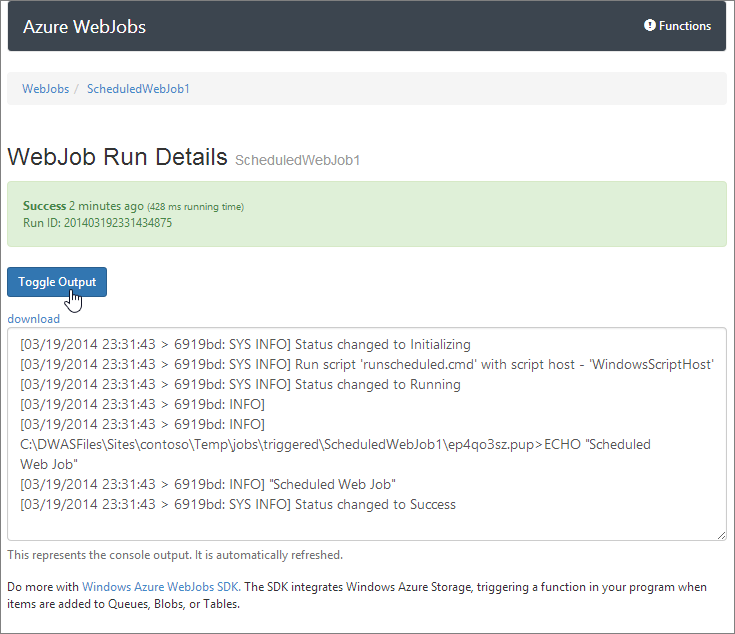 Azure WebJobs
Functions
WebJobs / ScheduledWebJob1
WebJob Run Details ScheduledWebJob1
Success 2 minutes ago (428 ms running time)
Run ID: 201403192331434875
Toggle Output
download
[03/19/2014 23:31:43 > 6919bd: SYS INFO] Status changed to Initializing
[03/19/2014 23:31:43 > 6919bd: SYS INFO] Run script 'runscheduled.cmd' with script host - 'WindowsScriptHost'
[03/19/2014 23:31:43 > 6919bd: SYS INFO] Status changed to Running
[03/19/2014 23:31:43 > 6919bd: INFO]
[03/19/2014 23:31:43 > 6919bd: INFO]
C:\DWASFiles\Sites\contoso\Temp\jobs\triggered\ScheduledWebJob1\ep4qo3sz.pup>ECHO "Scheduled
Web Job"
[03/19/2014 23:31:43 > 6919bd: INFO] "Scheduled Web Job"
[03/19/2014 23:31:43 > 6919bd: SYS INFO] Status changed to Success
This represents the console output. It is automatically refreshed.
Do more with Windows Azure WebJobs SDK. The SDK integrates Windows Azure Storage, triggering a function in your program when
items are added to Queues, Blobs, or Tables.